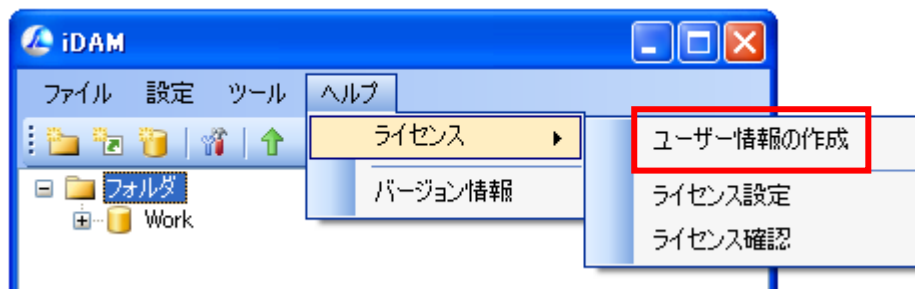 iDAM
ファイル 設定 ツール ヘルプ
ライセンス
ユーザー情報の作成
バージョン情報
ライセンス設定
ライセンス確認
フォルダ
Work